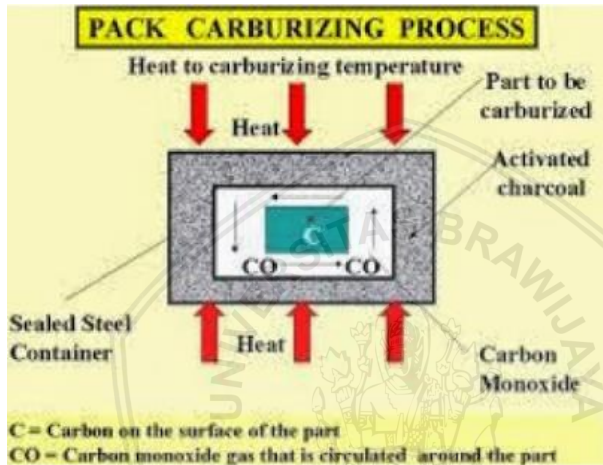 PACK CARBURIZING PROCESS
Heat to carburizing temperature
Part to be
carburized
Heat
Activated
charcoal
C
CO
CO
Sealed Steel
Container
Heat
Carbon
Monoxide
C = Carbon on the surface of the part
CO = Carbon monoxide gas that is circulated around the part
UNIVERSITAS BRAWIJAYA